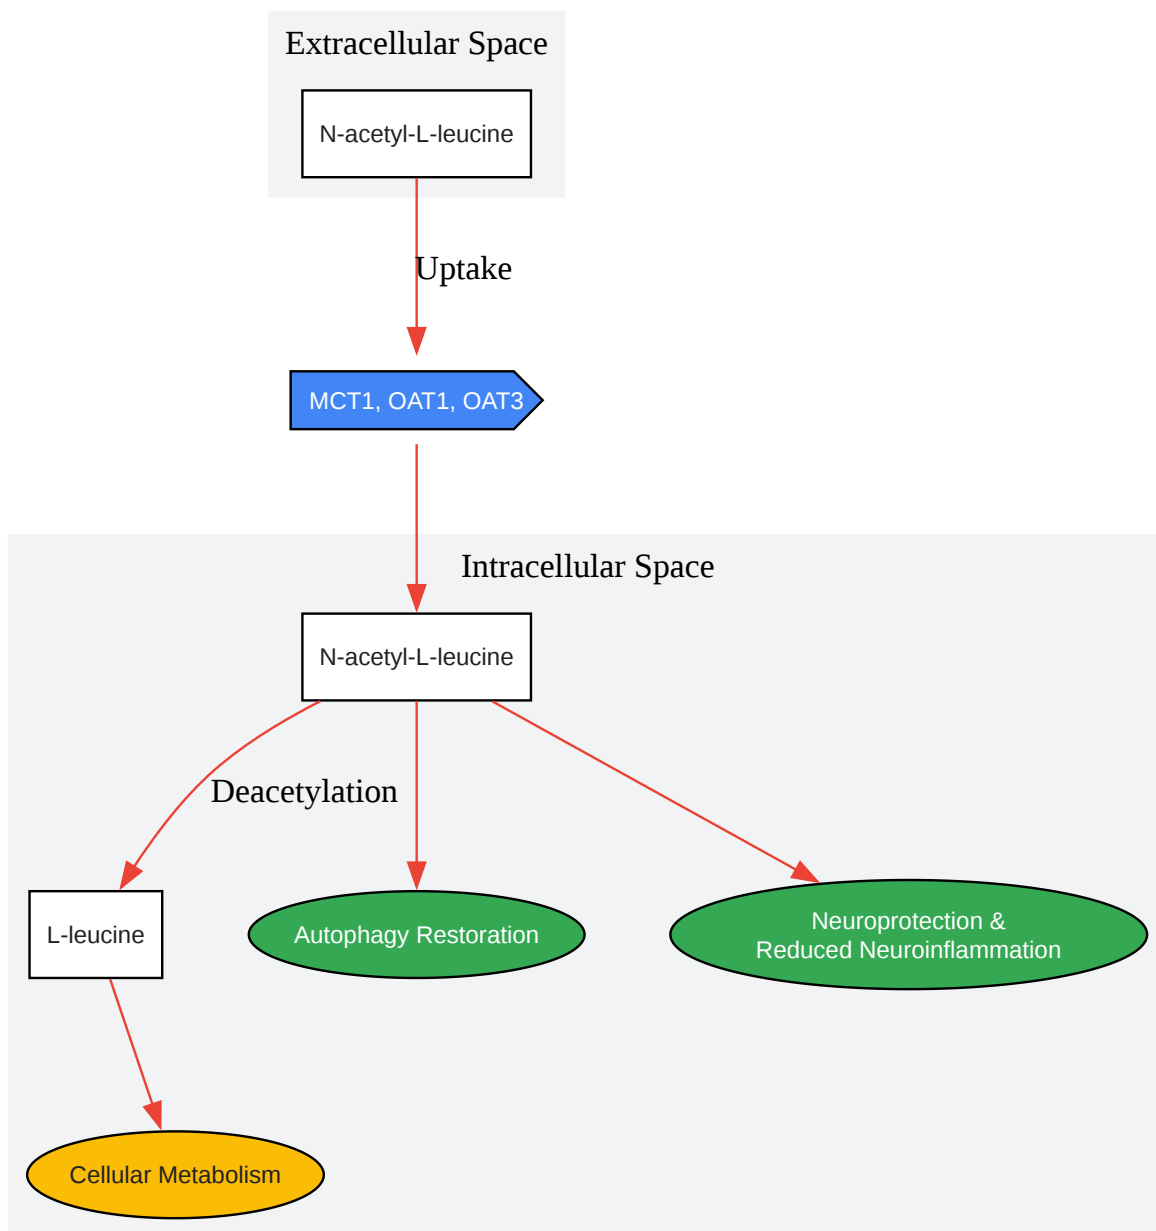 Extracellular Space
N-acetyl-L-leucine
Uptake
MCT1, OAT1, OAT3
Intracellular Space
N-acetyl-L-leucine
Deacetylation
L-leucine
Autophagy Restoration
Neuroprotection &
Reduced Neuroinflammation
Cellular Metabolism